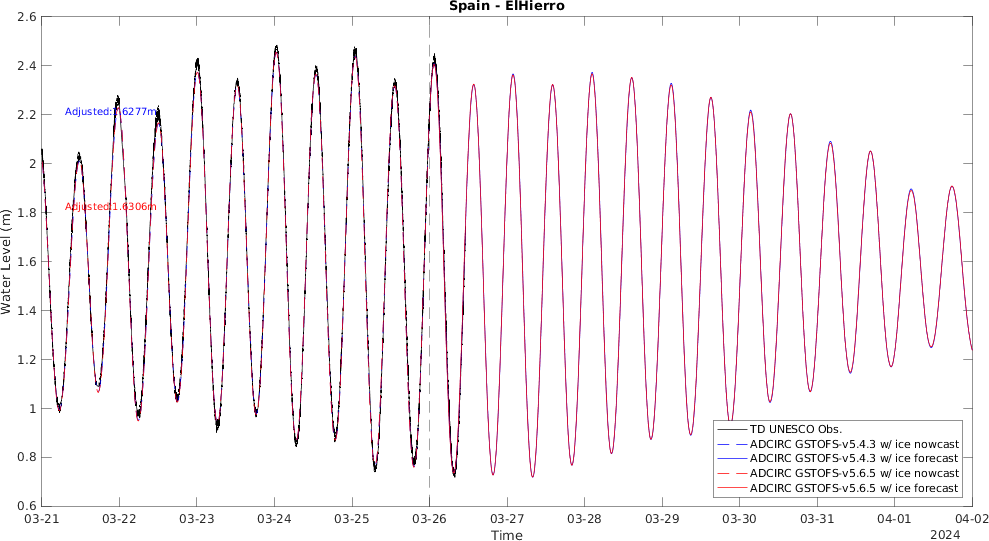 Spain - ElHierro
2.6
2.4
2.2
2
1.8
1.6
1.4
1.2
1
0.8
0.6
Water Level (m)
Adjusted:1.6277m
Adjusted:1.6306m
TD UNESCO Obs.
ADCIRC GSTOFS-v5.4.3 w/ ice nowcast
ADCIRC GSTOFS-v5.4.3 w/ ice forecast
ADCIRC GSTOFS-v5.6.5 w/ ice nowcast
ADCIRC GSTOFS-v5.6.5 w/ ice forecast
03-21 03-22 03-23 03-24 03-25 03-26 03-27 03-28 03-29 03-30 03-31 04-01 04-02
Time
2024